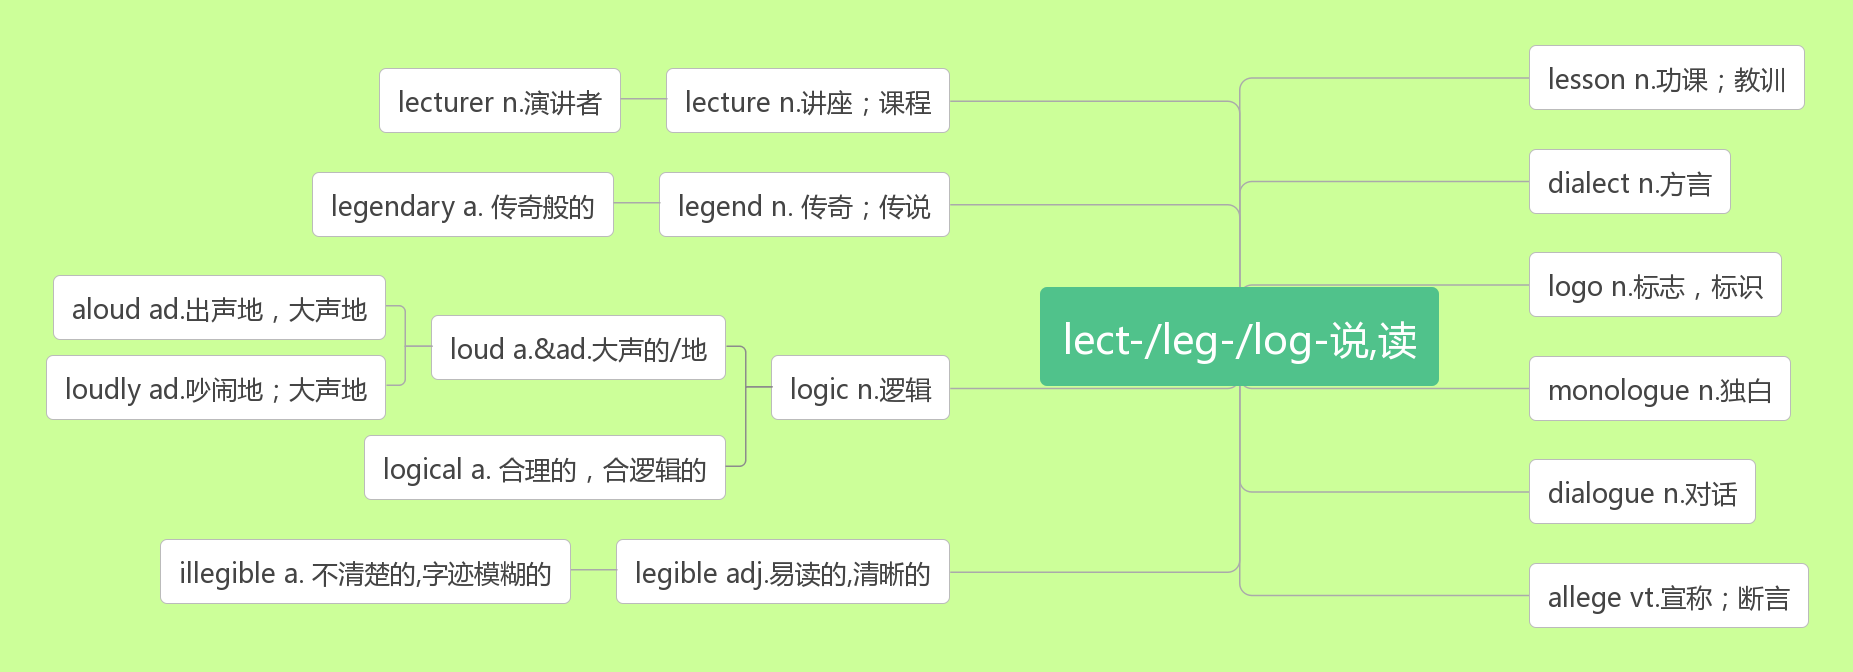 lect-/leg-/log-说,读
lesson n.功课；教训
dialect n.方言
logo n.标志，标识
monologue n.独白
dialogue n.对话
allege vt.宣称；断言
lecture n.讲座；课程
lecturer n.演讲者
legend n. 传奇；传说
legendary a. 传奇般的
logic n.逻辑
loud a.&ad.大声的/地
aloud ad.出声地，大声地
loudly ad.吵闹地；大声地
logical a. 合理的，合逻辑的
legible adj.易读的,清晰的
illegible a. 不清楚的,字迹模糊的